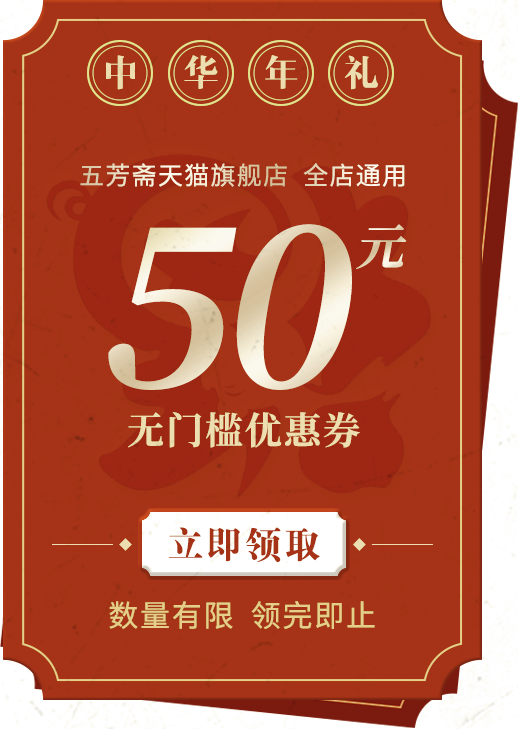 中华年礼
五芳斋天猫旗舰店 全店通用
50元
无门槛优惠券
立即领取
数量有限 领完即止